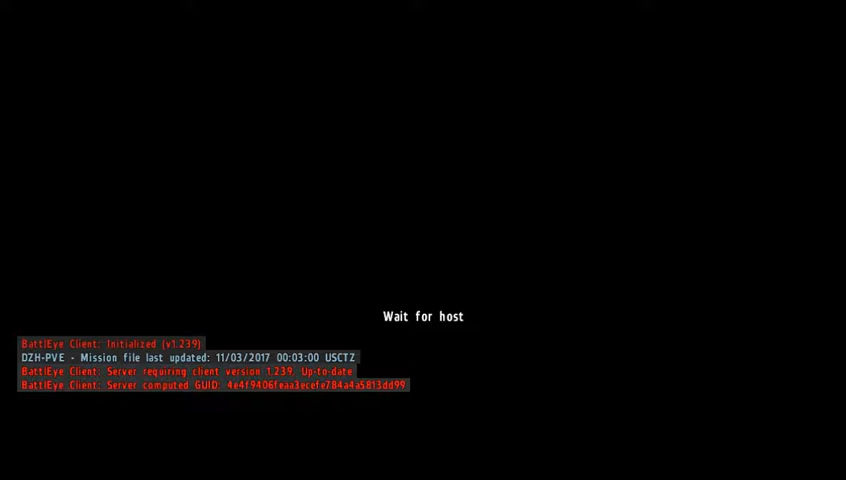 Wait for host
BattlEye Client: Initialized (v1.239)
DZH-PVE - Mission file last updated: 11/03/2017 00:03:00 USCTZ
BattlEye Client: Server requiring client version 1.239. Up-to-date
BattlEye Client: Server computed GUID: 4e4f9406feaa3ecefe784a4a5813dd99